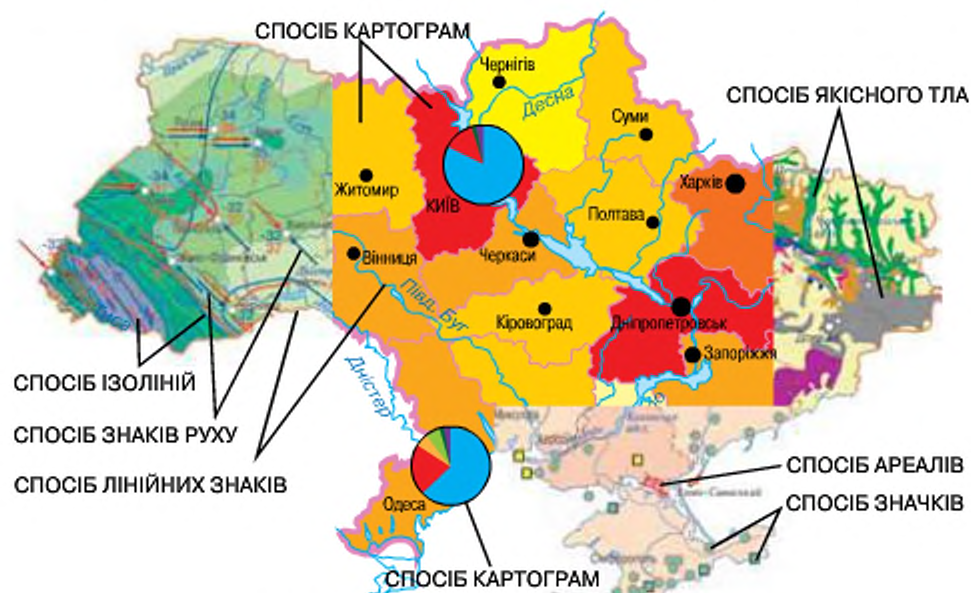 СПОСІБ КАРТОГРАМ
Чернігів
Десна
СПОСІБ ЯКІСНОГО ТЛА
Суми
Харків
Житомир
КИЇВ
Полтава
Вінниця
Черкаси
Півд. Буг
Кіровоград
Дніпропетровськ
Запоріжжя
Дністер
СПОСІБ ІЗОЛІНІЙ
СПОСІБ ЗНАКІВ РУХУ
СПОСІБ ЛІНІЙНИХ ЗНАКІВ
СПОСІБ АРЕАЛІВ
СПОСІБ ЗНАЧКІВ
Одеса
СПОСІБ КАРТОГРАМ